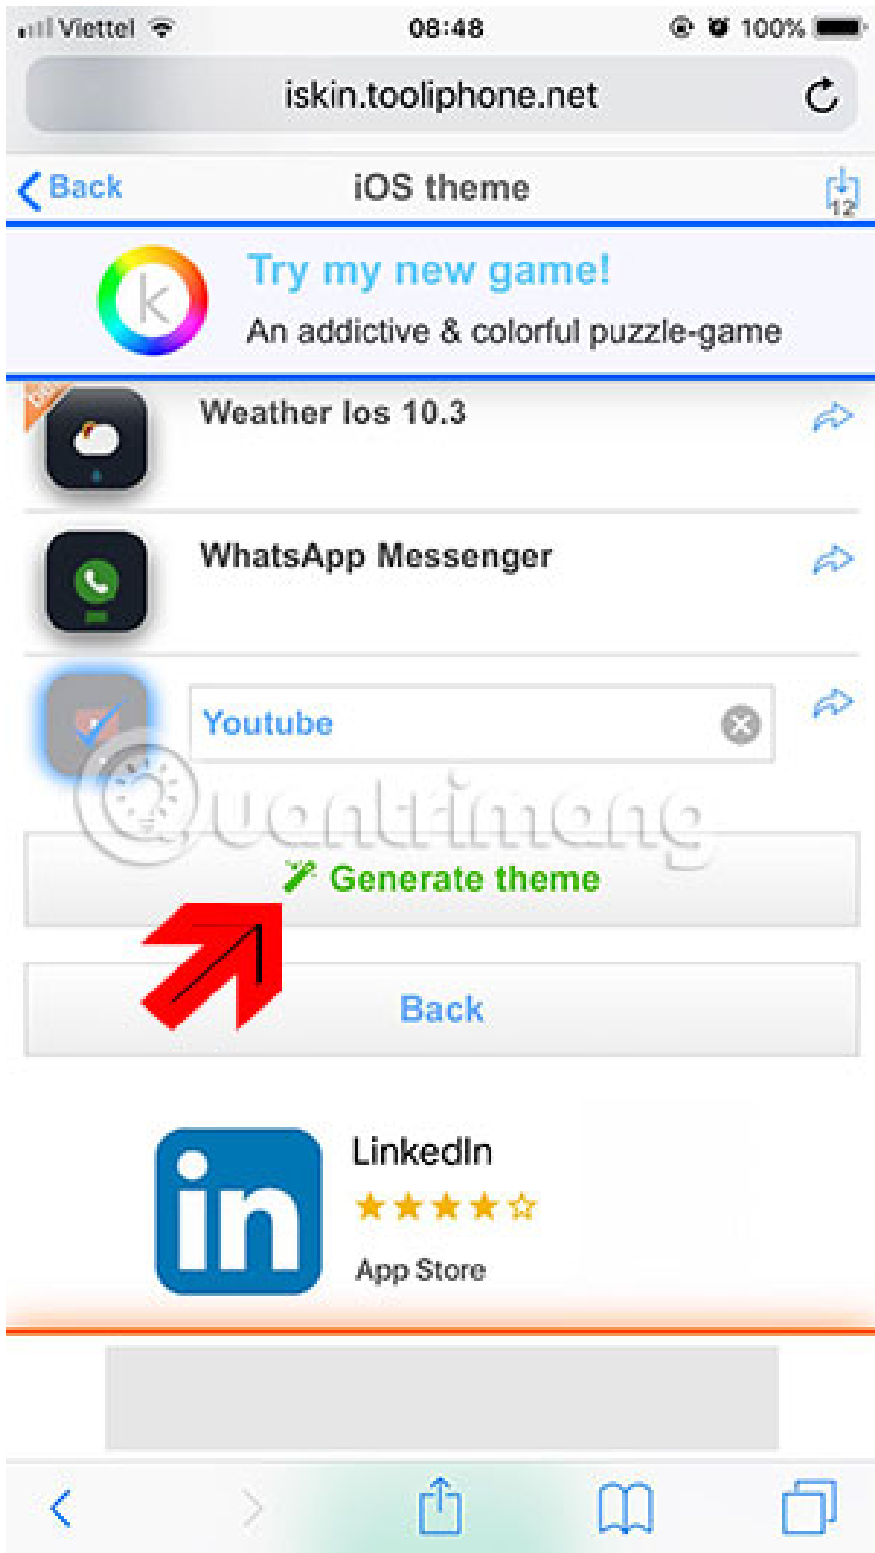 Viettel 08:48 100%
iskin.tooliphone.net
Back iOS theme 12
k Try my new game!
An addictive & colorful puzzle-game
Weather Ios 10.3
WhatsApp Messenger
Youtube
Quantrimang
Generate theme
Back
in LinkedIn
App Store